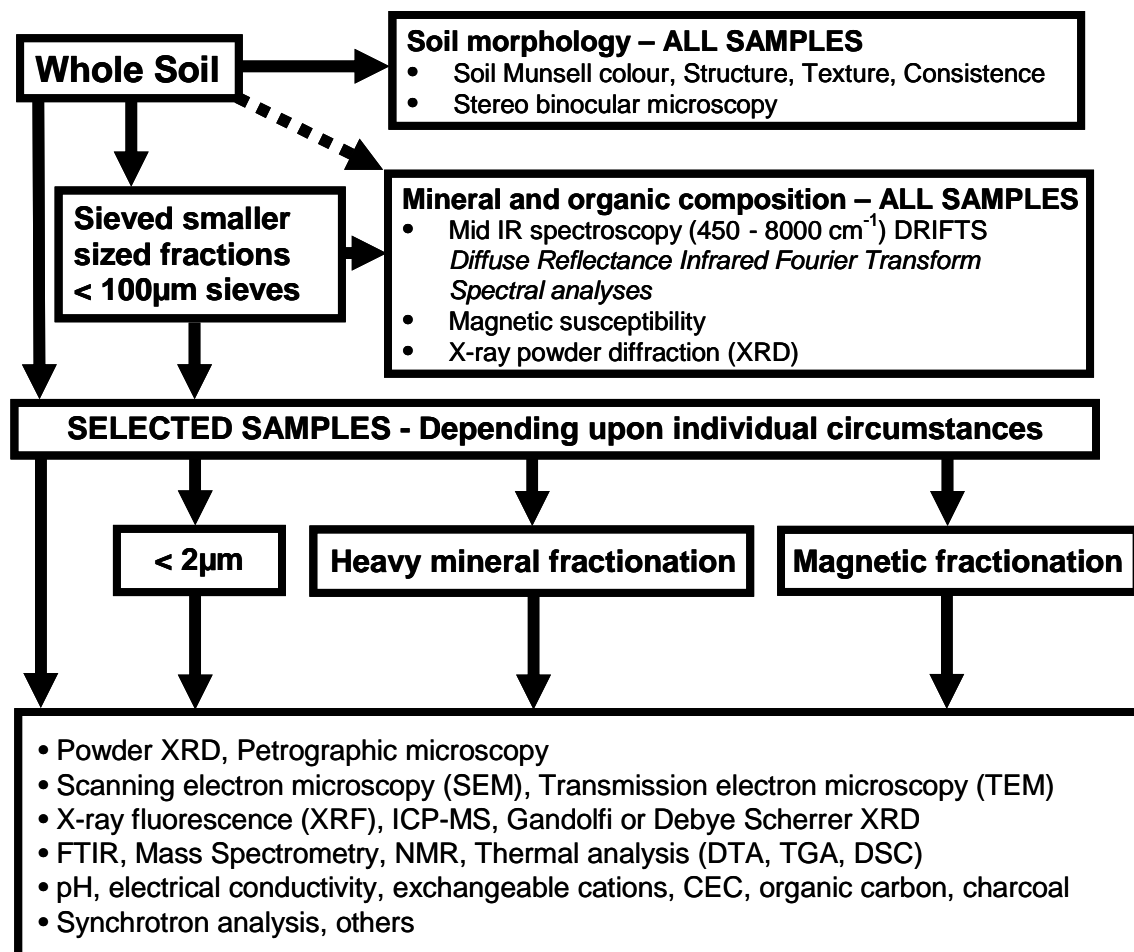 Whole Soil
Soil morphology – ALL SAMPLES
• Soil Munsell colour, Structure, Texture, Consistence
• Stereo binocular microscopy
Sieved smaller
sized fractions
< 100µm sieves
Mineral and organic composition – ALL SAMPLES
• Mid IR spectroscopy (450 - 8000 cm⁻¹) DRIFTS
Diffuse Reflectance Infrared Fourier Transform
Spectral analyses
• Magnetic susceptibility
• X-ray powder diffraction (XRD)
SELECTED SAMPLES - Depending upon individual circumstances
< 2µm
Heavy mineral fractionation
Magnetic fractionation
• Powder XRD, Petrographic microscopy
• Scanning electron microscopy (SEM), Transmission electron microscopy (TEM)
• X-ray fluorescence (XRF), ICP-MS, Gandolfi or Debye Scherrer XRD
• FTIR, Mass Spectrometry, NMR, Thermal analysis (DTA, TGA, DSC)
• pH, electrical conductivity, exchangeable cations, CEC, organic carbon, charcoal
• Synchrotron analysis, others